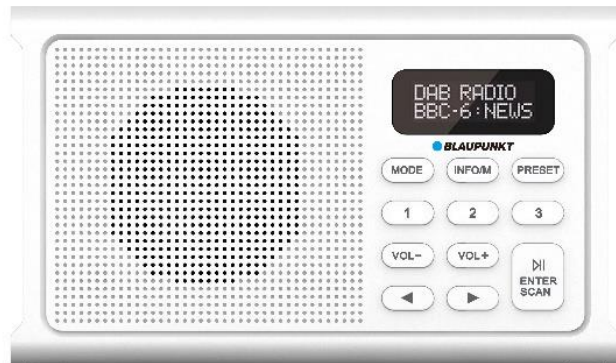 DAB RADIO
BBC-6:NEWS
BLAUPUNKT
MODE INFO/M PRESET
1 2 3
VOL- VOL+
ENTER
SCAN